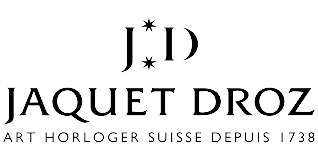 JD
JAQUET DROZ
ART HORLOGER SUISSE DEPUIS 1738